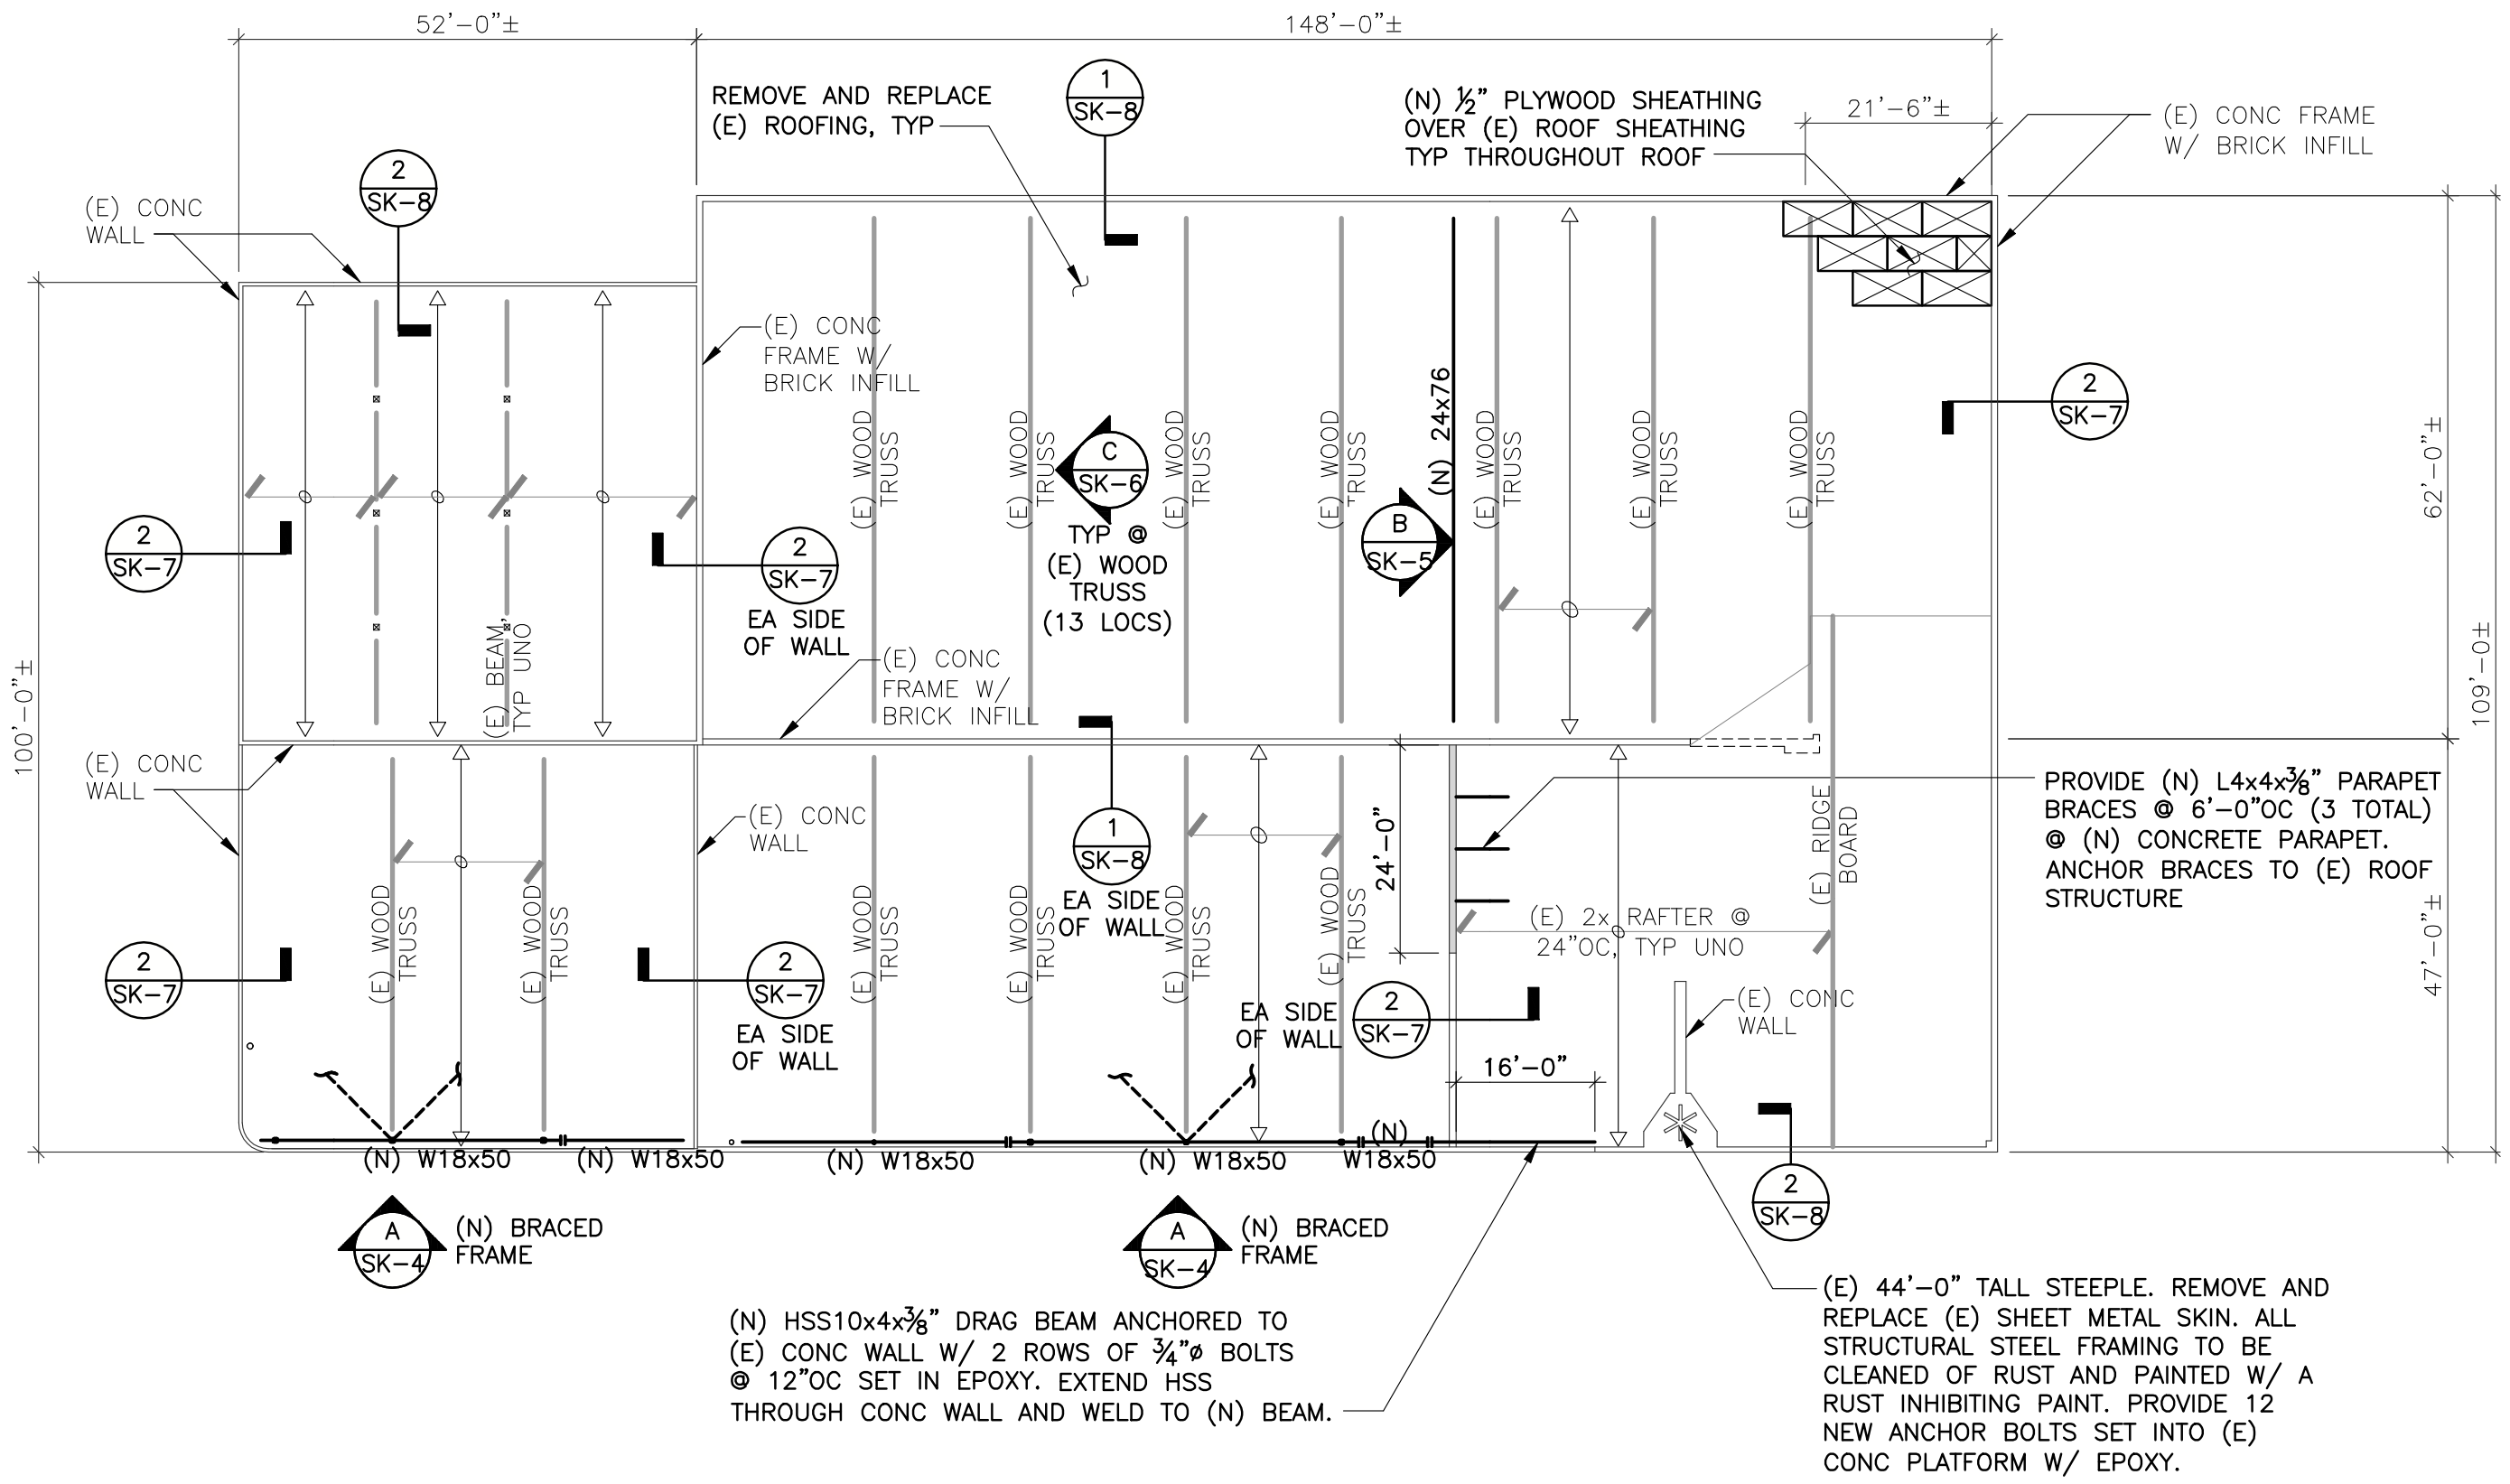 52'-0"±
148'-0"±
1
SK-8
REMOVE AND REPLACE
(E) ROOFING, TYP
(N) ½" PLYWOOD SHEATHING
OVER (E) ROOF SHEATHING
TYP THROUGHOUT ROOF
21'-6"±
(E) CONC FRAME
W/ BRICK INFILL
2
SK-8
(E) CONC
WALL
(E) CONC
FRAME W/
BRICK INFILL
2
SK-7
(N) 24x76
(E) WOOD
TRUSS
(E) WOOD
TRUSS
(E) WOOD
TRUSS
(E) WOOD
TRUSS
(E) WOOD
TRUSS
(E) WOOD
TRUSS
(E) WOOD
TRUSS
C
SK-6
TYP @
(E) WOOD
TRUSS
(13 LOCS)
B
SK-5
62'-0"±
2
SK-7
2
SK-7
EA SIDE
OF WALL
(E) BEAM,
TYP UNO
(E) CONC
FRAME W/
BRICK INFILL
100'-0"±
109'-0±
(E) CONC
WALL
(E) CONC
WALL
1
SK-8
EA SIDE
OF WALL
24'-0"
(E) RIDGE
BOARD
PROVIDE (N) L4x4x⅜" PARAPET
BRACES @ 6'-0"OC (3 TOTAL)
@ (N) CONCRETE PARAPET.
ANCHOR BRACES TO (E) ROOF
STRUCTURE
(E) WOOD
TRUSS
(E) WOOD
TRUSS
(E) WOOD
TRUSS
(E) WOOD
TRUSS
(E) WOOD
TRUSS
(E) WOOD
TRUSS
(E) 2x RAFTER @
24"OC, TYP UNO
47'-0"±
2
SK-7
2
SK-7
EA SIDE
OF WALL
EA SIDE
OF WALL
2
SK-7
(E) CONC
WALL
16'-0"
(N) W18x50
(N) W18x50
(N) W18x50
(N) W18x50
(N)
W18x50
2
SK-8
A
SK-4
(N) BRACED
FRAME
A
SK-4
(N) BRACED
FRAME
(N) HSS10x4x⅜" DRAG BEAM ANCHORED TO
(E) CONC WALL W/ 2 ROWS OF ¾"ø BOLTS
@ 12"OC SET IN EPOXY. EXTEND HSS
THROUGH CONC WALL AND WELD TO (N) BEAM.
(E) 44'-0" TALL STEEPLE. REMOVE AND
REPLACE (E) SHEET METAL SKIN. ALL
STRUCTURAL STEEL FRAMING TO BE
CLEANED OF RUST AND PAINTED W/ A
RUST INHIBITING PAINT. PROVIDE 12
NEW ANCHOR BOLTS SET INTO (E)
CONC PLATFORM W/ EPOXY.